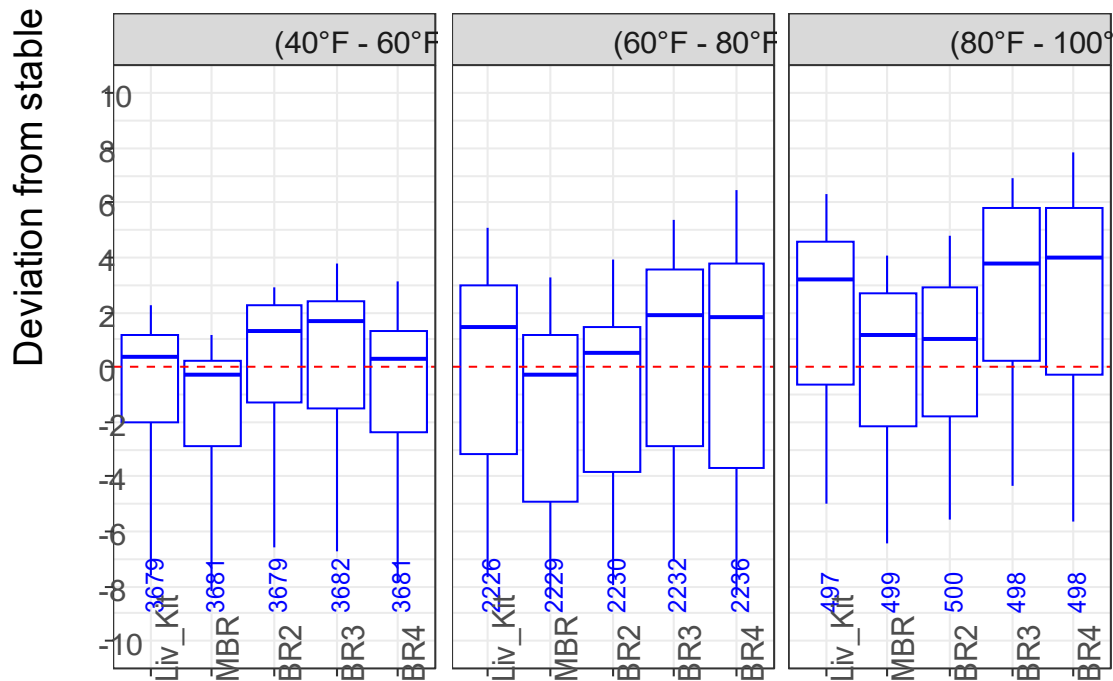 Deviation from stable
(40°F - 60°F
(60°F - 80°F
(80°F - 100°
10
8
6
4
2
0
-2
-4
-6
-8
-10
3679 3681 3679 3682 3681
2226 2229 2230 2232 2236
497 499 500 498 498
Liv_Kit MBR BR2 BR3 BR4
Liv_Kit MBR BR2 BR3 BR4
Liv_Kit MBR BR2 BR3 BR4